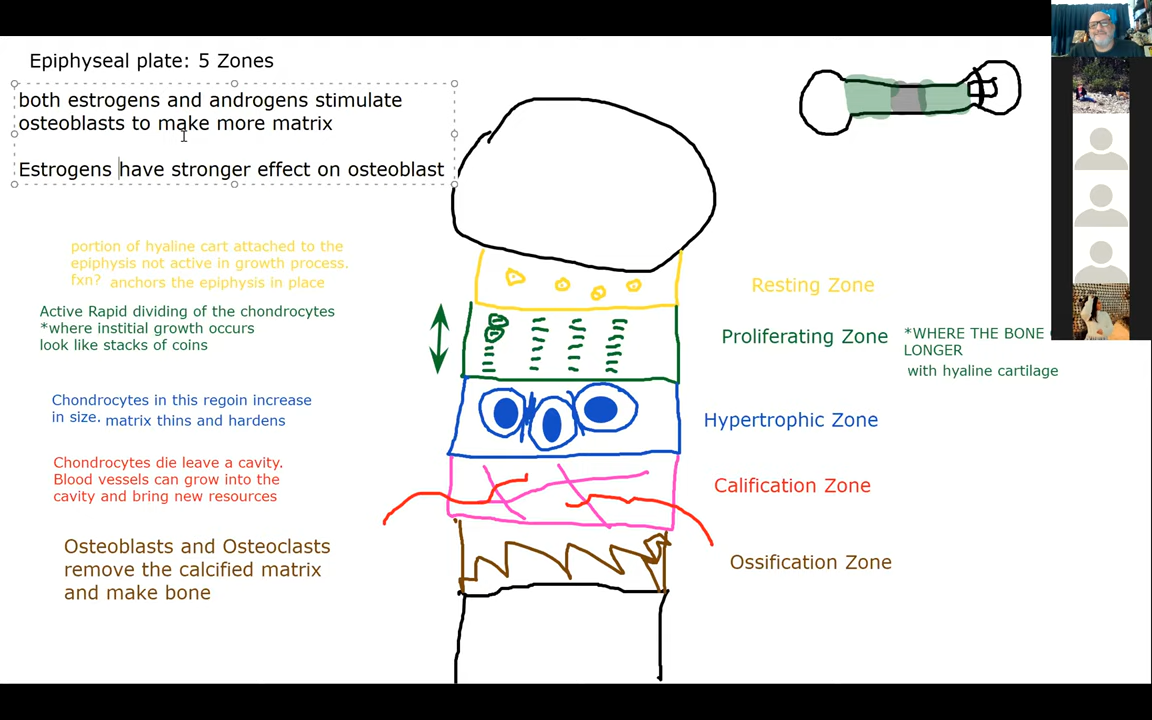 Epiphyseal plate: 5 Zones
both estrogens and androgens stimulate
osteoblasts to make more matrix
Estrogens have stronger effect on osteoblast
portion of hyaline cart attached to the
epiphysis not active in growth process.
fxn? anchors the epiphysis in place
Resting Zone
Active Rapid dividing of the chondrocytes
*where institial growth occurs
look like stacks of coins
Proliferating Zone
*WHERE THE BONE
LONGER
with hyaline cartilage
Chondrocytes in this regoin increase
in size. matrix thins and hardens
Hypertrophic Zone
Chondrocytes die leave a cavity.
Blood vessels can grow into the
cavity and bring new resources
Calification Zone
Osteoblasts and Osteoclasts
remove the calcified matrix
and make bone
Ossification Zone